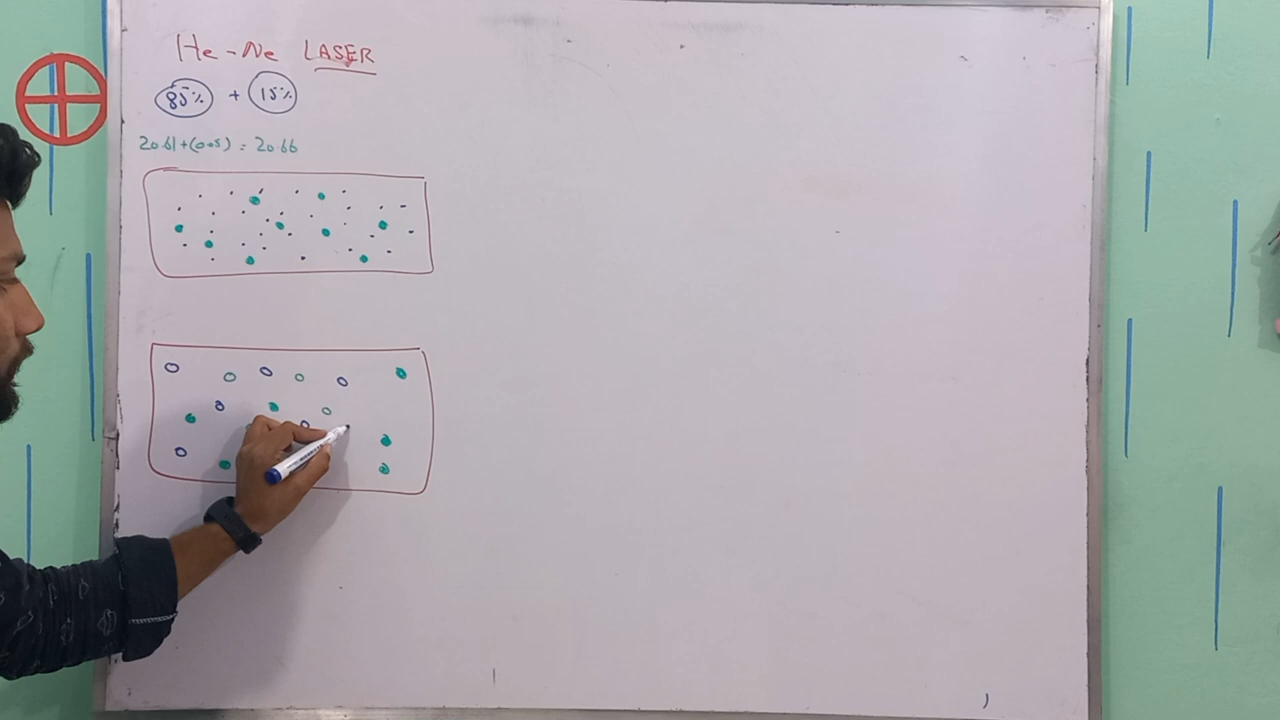 He-Ne LASER
85% + 15%
20.61+(0.05) = 20.66